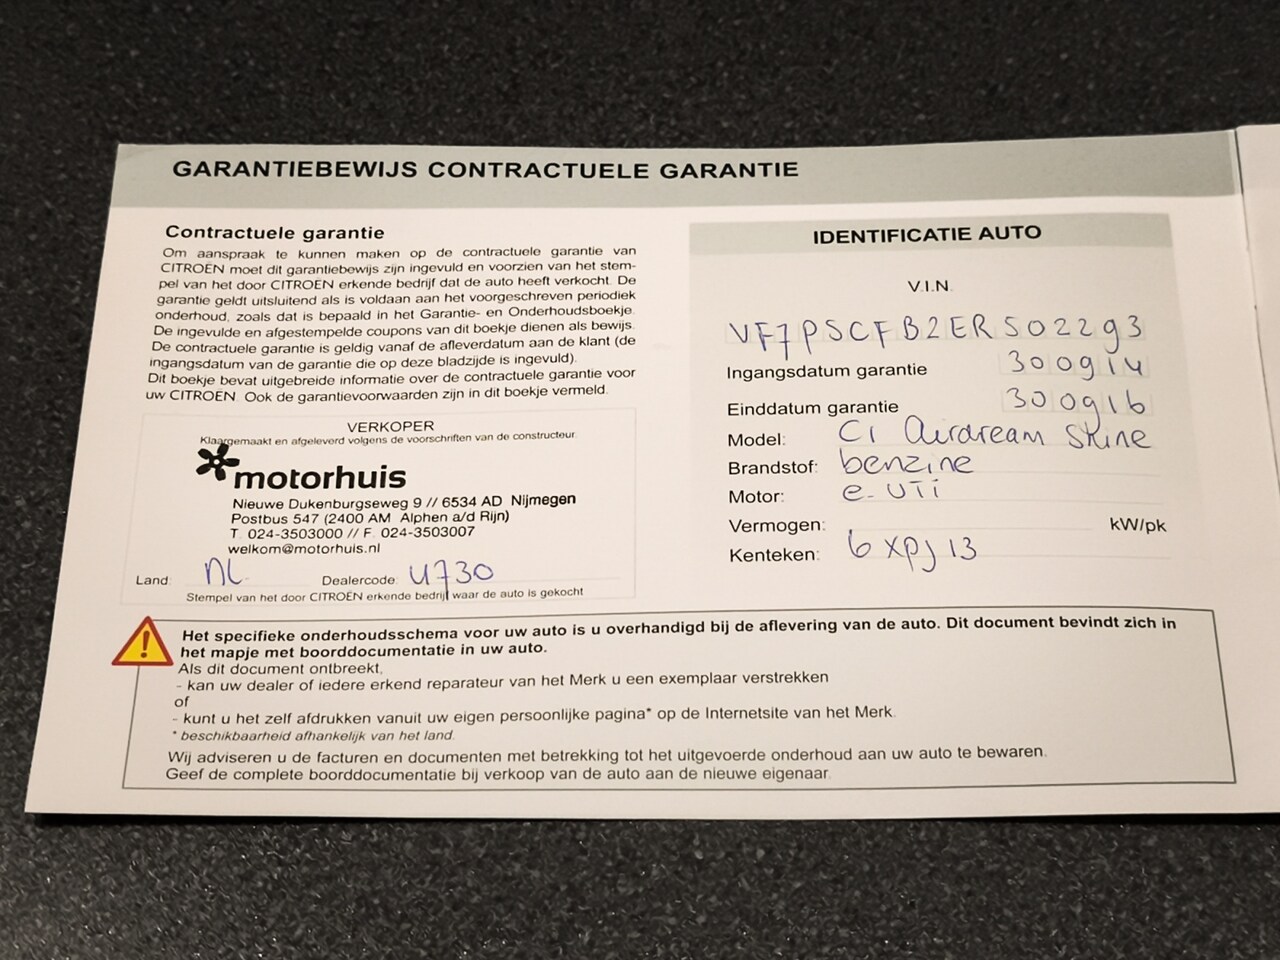 GARANTIEBEWIJS CONTRACTUELE GARANTIE
Contractuele garantie
Om aanspraak te kunnen maken op de contractuele garantie van
CITROËN moet dit garantiebewijs zijn ingevuld en voorzien van het stem-
pel van het door CITROËN erkende bedrijf dat de auto heeft verkocht. De
garantie geldt uitsluitend als is voldaan aan het voorgeschreven periodiek
onderhoud, zoals dat is bepaald in het Garantie- en Onderhoudsboekje.
De ingevulde en afgestempelde coupons van dit boekje dienen als bewijs.
De contractuele garantie is geldig vanaf de afleverdatum aan de klant (de
ingangsdatum van de garantie die op deze bladzijde is ingevuld).
Dit boekje bevat uitgebreide informatie over de contractuele garantie voor
uw CITROËN. Ook de garantievoorwaarden zijn in dit boekje vermeld.
VERKOPER
Klaargemaakt en afgeleverd volgens de voorschriften van de constructeur.
motorhuis
Nieuwe Dukenburgseweg 9 // 6534 AD Nijmegen
Postbus 547 (2400 AM Alphen a/d Rijn)
T. 024-3503000 // F. 024-3503007
welkom@motorhuis.nl
Land: NL Dealercode: U730
Stempel van het door CITROËN erkende bedrijf waar de auto is gekocht
IDENTIFICATIE AUTO
V.I.N.
VF7PSCFB2ER502293
Ingangsdatum garantie 300914
Einddatum garantie 300916
Model: C1 Airdream Shine
Brandstof: benzine
Motor: e-VTi
Vermogen: kW/pk
Kenteken: 6 XPJ 13
Het specifieke onderhoudsschema voor uw auto is u overhandigd bij de aflevering van de auto. Dit document bevindt zich in
het mapje met boorddocumentatie in uw auto.
Als dit document ontbreekt,
- kan uw dealer of iedere erkend reparateur van het Merk u een exemplaar verstrekken
of
- kunt u het zelf afdrukken vanuit uw eigen persoonlijke pagina* op de Internetsite van het Merk.
* beschikbaarheid afhankelijk van het land.
Wij adviseren u de facturen en documenten met betrekking tot het uitgevoerde onderhoud aan uw auto te bewaren.
Geef de complete boorddocumentatie bij verkoop van de auto aan de nieuwe eigenaar.